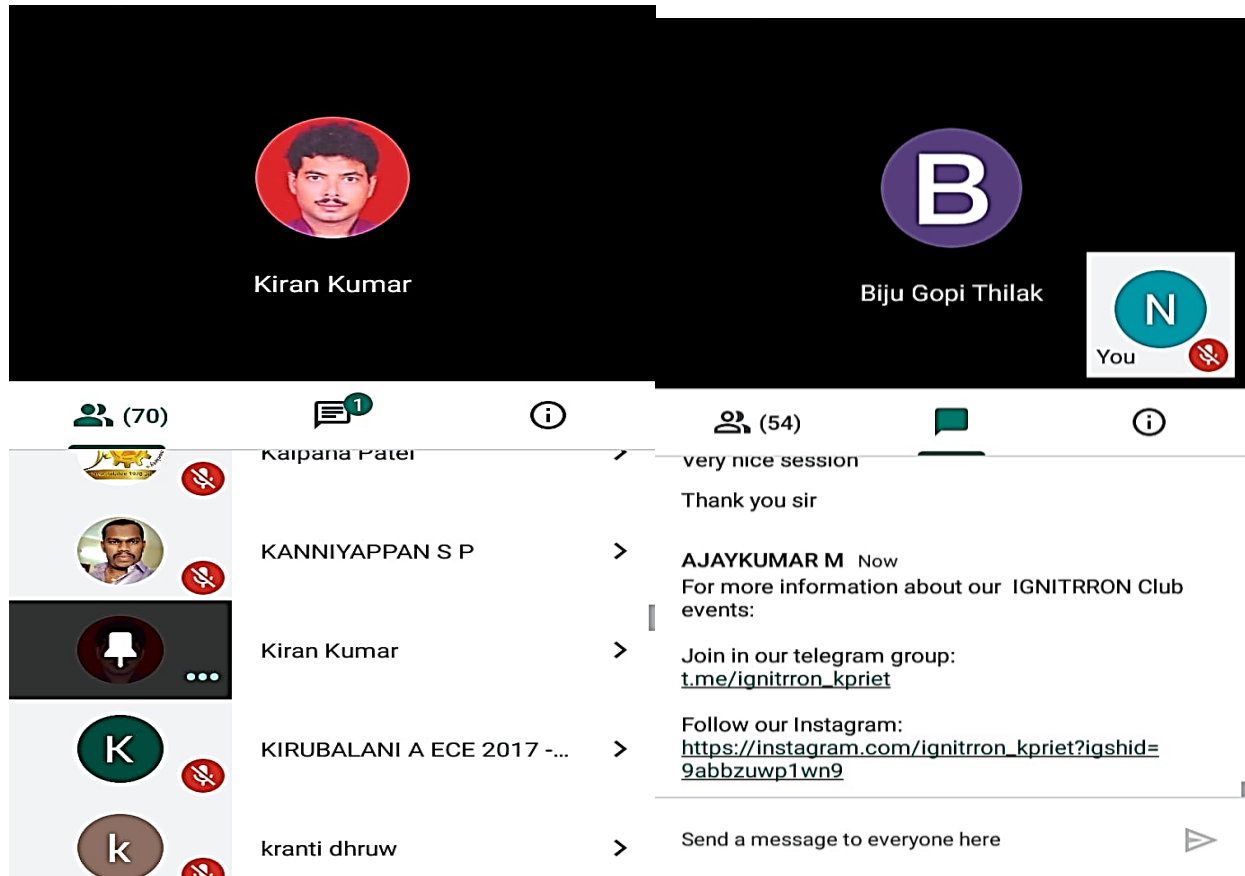 Kiran Kumar
(70)
1
Kalpana Patel
KANNIYAPPAN S P
Kiran Kumar
K
KIRUBALANI A ECE 2017 -...
k
kranti dhruw
B
Biju Gopi Thilak
N
You
(54)
very nice session
Thank you sir
AJAYKUMAR M Now
For more information about our IGNITRRON Club
events:
Join in our telegram group:
t.me/ignitrron_kpriet
Follow our Instagram:
https://instagram.com/ignitrron_kpriet?igshid=
9abbzuwp1wn9
Send a message to everyone here